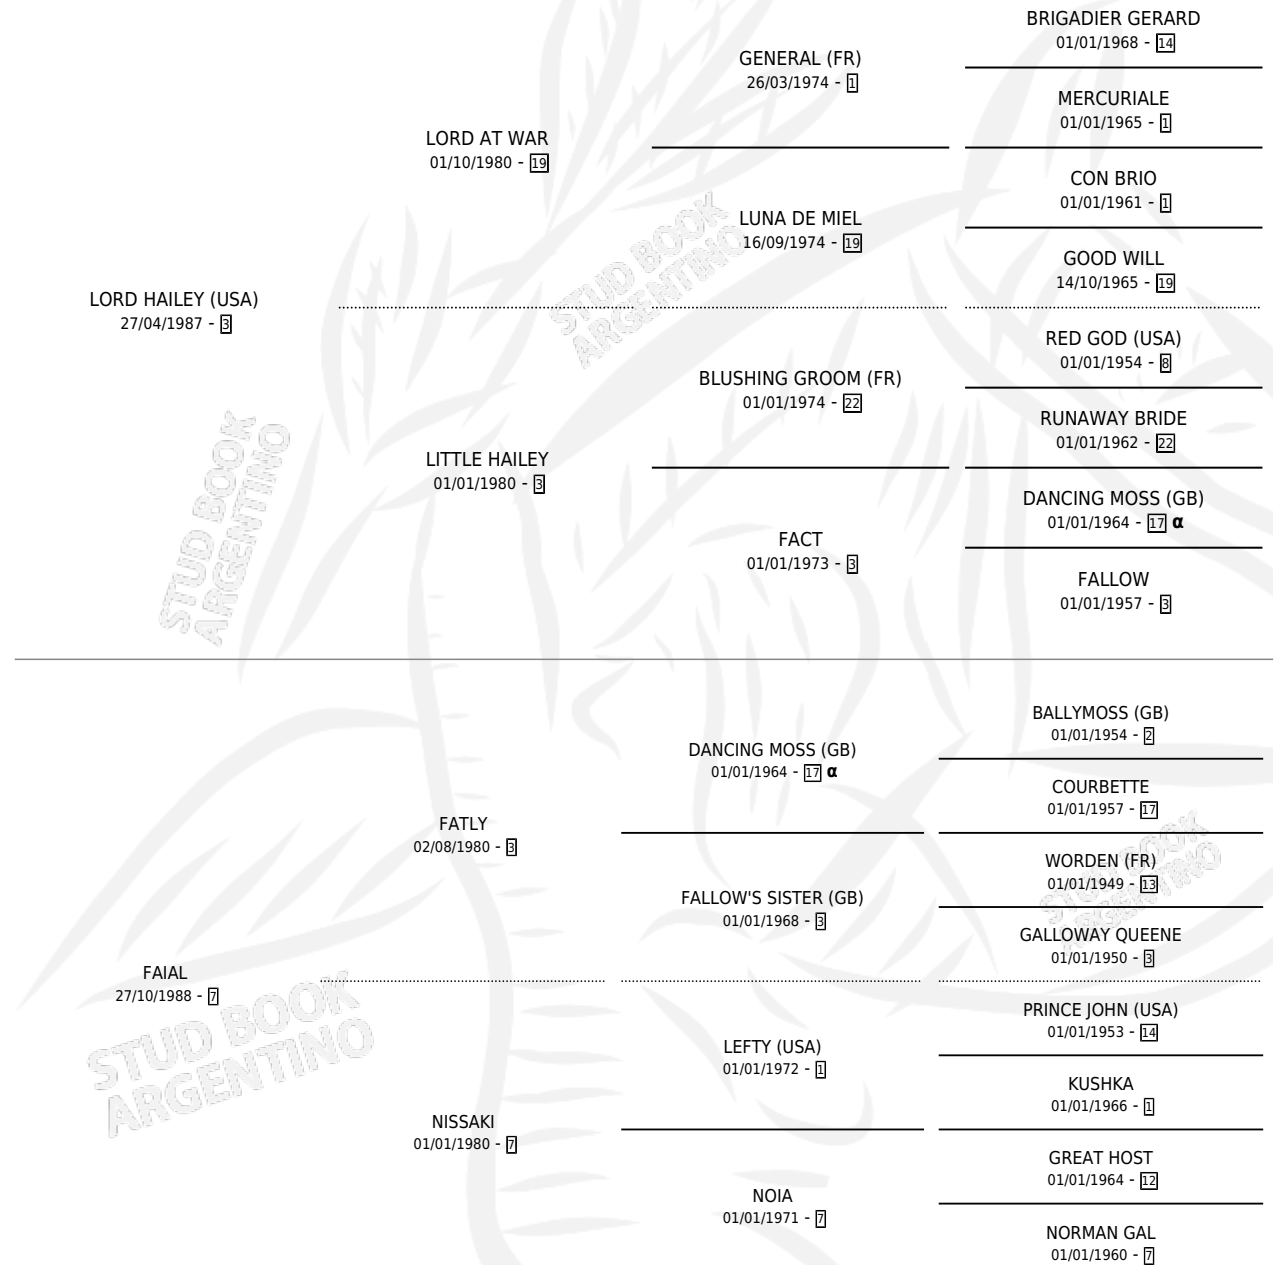 BRIGADIER GERARD
01/01/1968 - 14
GENERAL (FR)
26/03/1974 - 1
MERCURIALE
01/01/1965 - 1
LORD AT WAR
01/10/1980 - 19
CON BRIO
01/01/1961 - 1
LUNA DE MIEL
16/09/1974 - 19
GOOD WILL
14/10/1965 - 19
LORD HAILEY (USA)
27/04/1987 - 3
RED GOD (USA)
01/01/1954 - 8
BLUSHING GROOM (FR)
01/01/1974 - 22
RUNAWAY BRIDE
01/01/1962 - 22
LITTLE HAILEY
01/01/1980 - 3
DANCING MOSS (GB)
01/01/1964 - 17 α
FACT
01/01/1973 - 3
FALLOW
01/01/1957 - 3
BALLYMOSS (GB)
01/01/1954 - 2
DANCING MOSS (GB)
01/01/1964 - 17 α
COURBETTE
01/01/1957 - 17
FATLY
02/08/1980 - 3
WORDEN (FR)
01/01/1949 - 13
FALLOW'S SISTER (GB)
01/01/1968 - 3
GALLOWAY QUEENE
01/01/1950 - 3
FAIAL
27/10/1988 - 7
PRINCE JOHN (USA)
01/01/1953 - 14
LEFTY (USA)
01/01/1972 - 1
KUSHKA
01/01/1966 - 1
NISSAKI
01/01/1980 - 7
GREAT HOST
01/01/1964 - 12
NOIA
01/01/1971 - 7
NORMAN GAL
01/01/1960 - 7
STUD BOOK
ARGENTINO
STUD BOOK
ARGENTINO
STUD BOOK
ARGENTINO
STUD BOOK
ARGENTINO